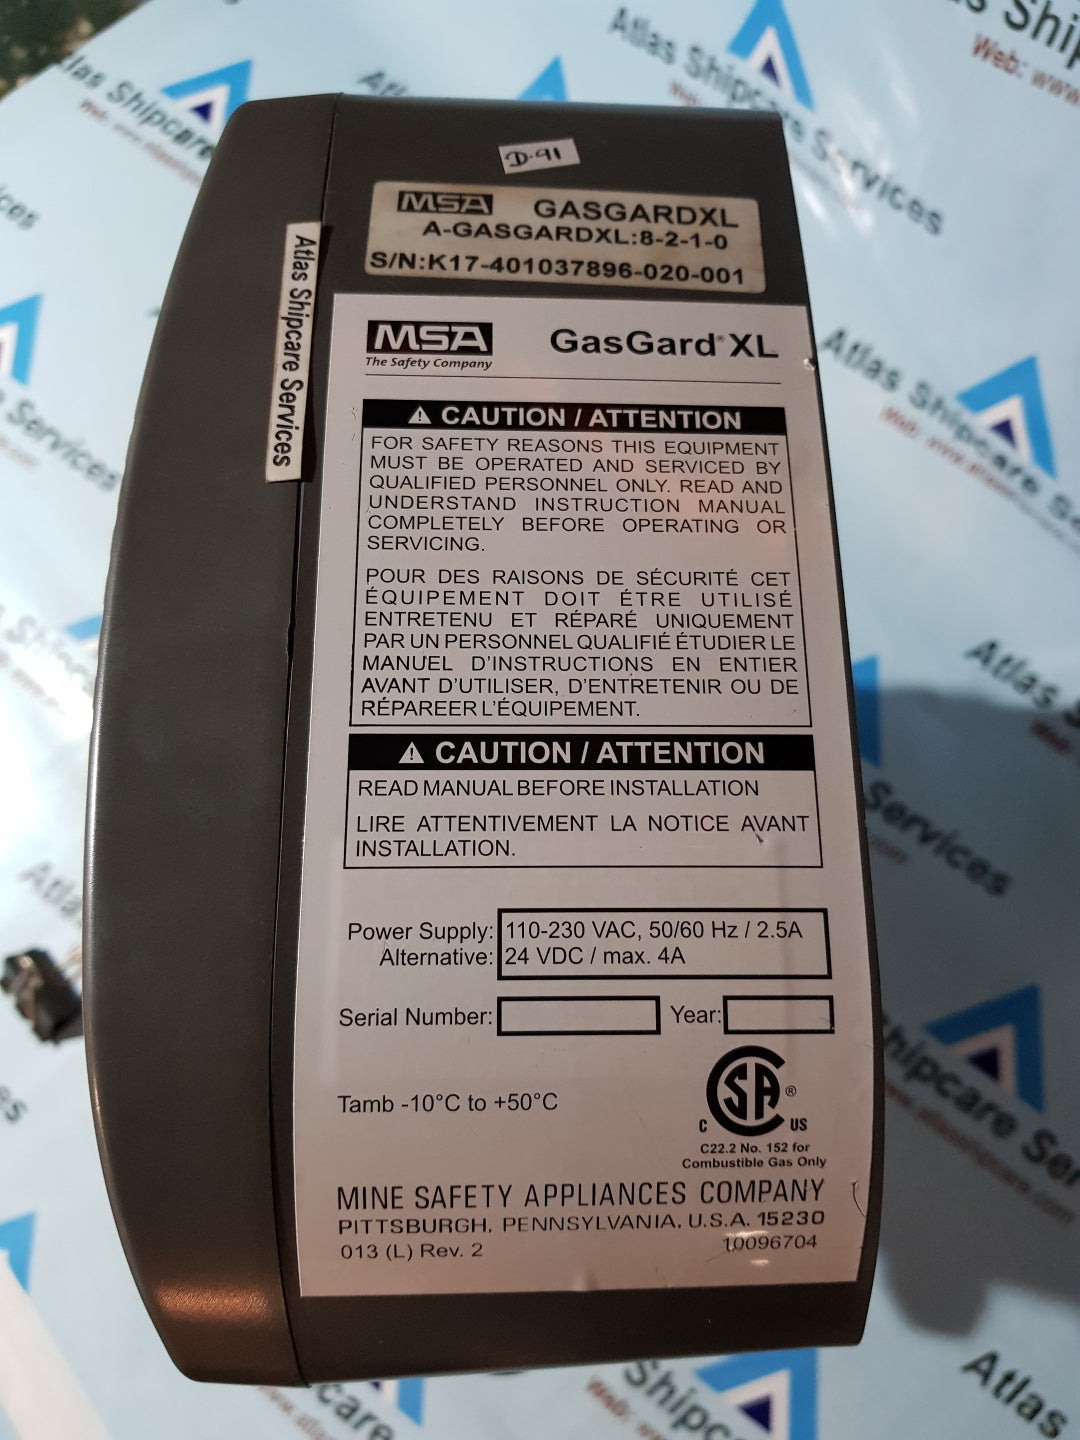 D-91
MSA GASGARDXL
A-GASGARDXL:8-2-1-0
S/N:K17-401037896-020-001
Atlas Shipcare Services
MSA GasGard® XL
The Safety Company
⚠ CAUTION / ATTENTION
FOR SAFETY REASONS THIS EQUIPMENT
MUST BE OPERATED AND SERVICED BY
QUALIFIED PERSONNEL ONLY. READ AND
UNDERSTAND INSTRUCTION MANUAL
COMPLETELY BEFORE OPERATING OR
SERVICING.
POUR DES RAISONS DE SÉCURITÉ CET
ÉQUIPEMENT DOIT ÉTRE UTILISÉ
ENTRETENU ET RÉPARÉ UNIQUEMENT
PAR UN PERSONNEL QUALIFIÉ ÉTUDIER LE
MANUEL D'INSTRUCTIONS EN ENTIER
AVANT D'UTILISER, D'ENTRETENIR OU DE
RÉPAREER L'ÉQUIPEMENT.
⚠ CAUTION / ATTENTION
READ MANUAL BEFORE INSTALLATION
LIRE ATTENTIVEMENT LA NOTICE AVANT
INSTALLATION.
Power Supply: 110-230 VAC, 50/60 Hz / 2.5A
Alternative: 24 VDC / max. 4A
Serial Number: Year:
Tamb -10°C to +50°C
CSA ®
C US
C22.2 No. 152 for
Combustible Gas Only
MINE SAFETY APPLIANCES COMPANY
PITTSBURGH, PENNSYLVANIA, U.S.A. 15230
013 (L) Rev. 2 10096704
Atlas Shipcare Services
Atlas Shipcare Se
Services
Atlas